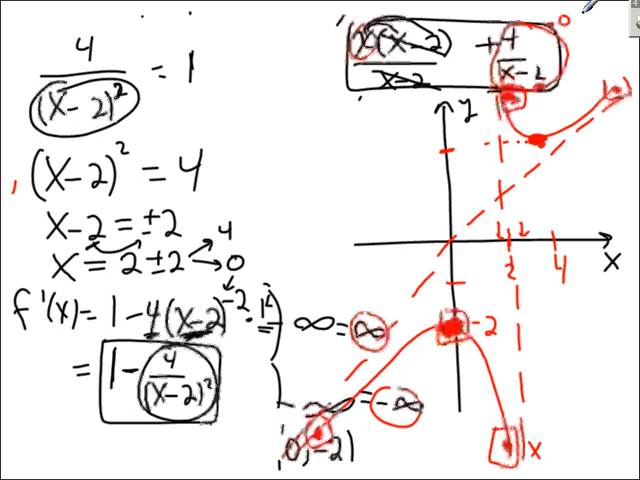 4/(x-2)² = 1
(x-2)² = 4
x-2 = ±2
x = 2±2 → 4
→ 0
f'(x) = 1-4(x-2)^-2 · 1
= 1 - 4/(x-2)²
x(x-2)/x-2 + 4/x-2
0
y
x
2
4
-2
∞ = ∞
= -∞
0,-2)
x